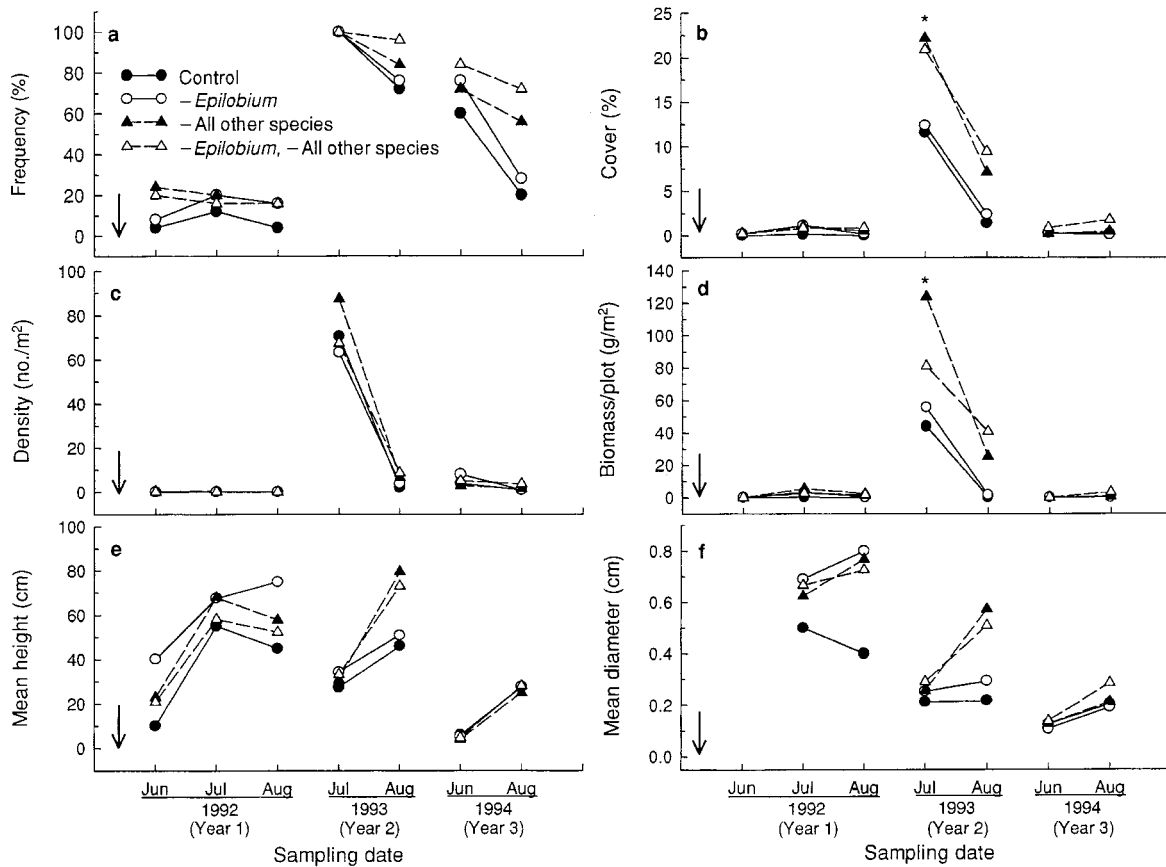 a
Frequency (%)
100
80
60
40
20
0
Control
–Epilobium
–All other species
–Epilobium, –All other species
b
*
Cover (%)
25
20
15
10
5
0
c
Density (no./m²)
100
80
60
40
20
0
d
*
Biomass/plot (g/m²)
140
120
100
80
60
40
20
0
e
Mean height (cm)
100
80
60
40
20
0
f
Mean diameter (cm)
0.8
0.6
0.4
0.2
0.0
Jun Jul Aug Jul Aug Jun Aug
1992 1993 1994
(Year 1) (Year 2) (Year 3)
Sampling date
Jun Jul Aug Jul Aug Jun Aug
1992 1993 1994
(Year 1) (Year 2) (Year 3)
Sampling date